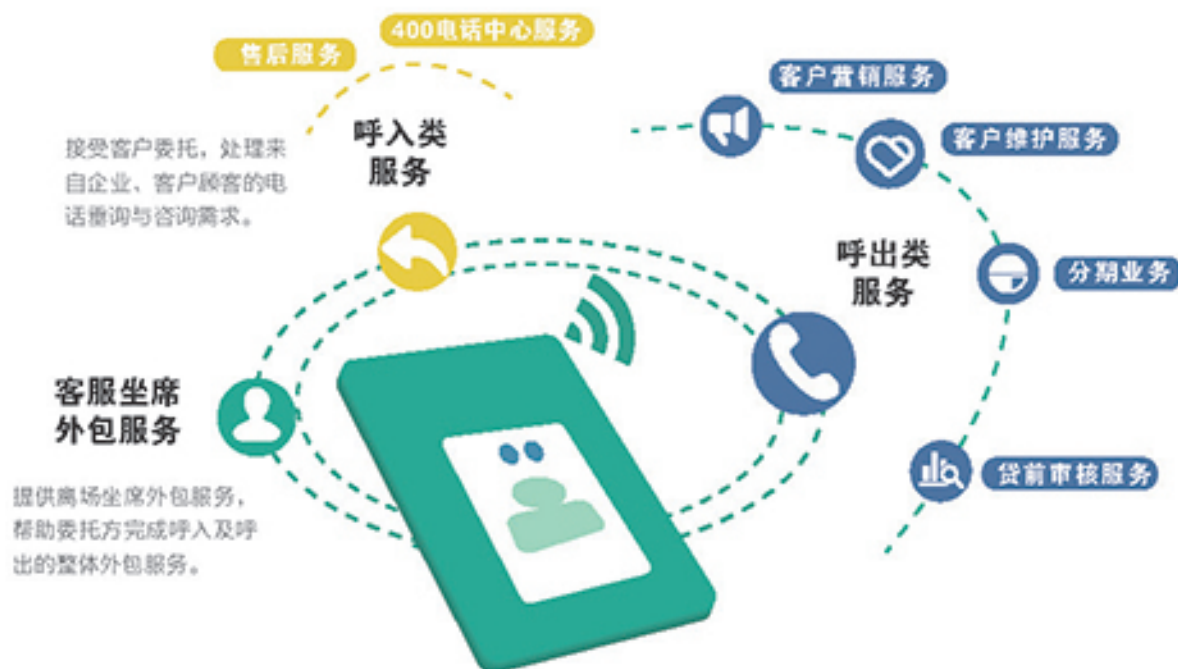 400电话中心服务
售后服务
呼入类
服务
接受客户委托，处理来
自企业、客户顾客的电
话垂询与咨询需求。
客户营销服务
客户维护服务
呼出类
服务
分期业务
贷前审核服务
客服坐席
外包服务
提供离场坐席外包服务，
帮助委托方完成呼入及呼
出的整体外包服务。